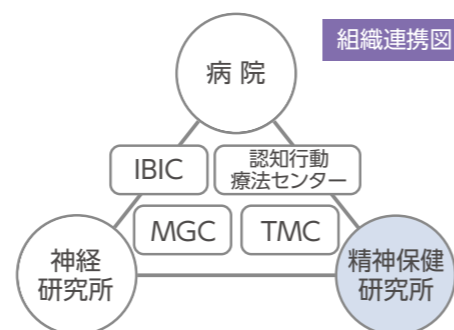 組織連携図
病院
IBIC
認知行動
療法センター
MGC
TMC
神経
研究所
精神保健
研究所